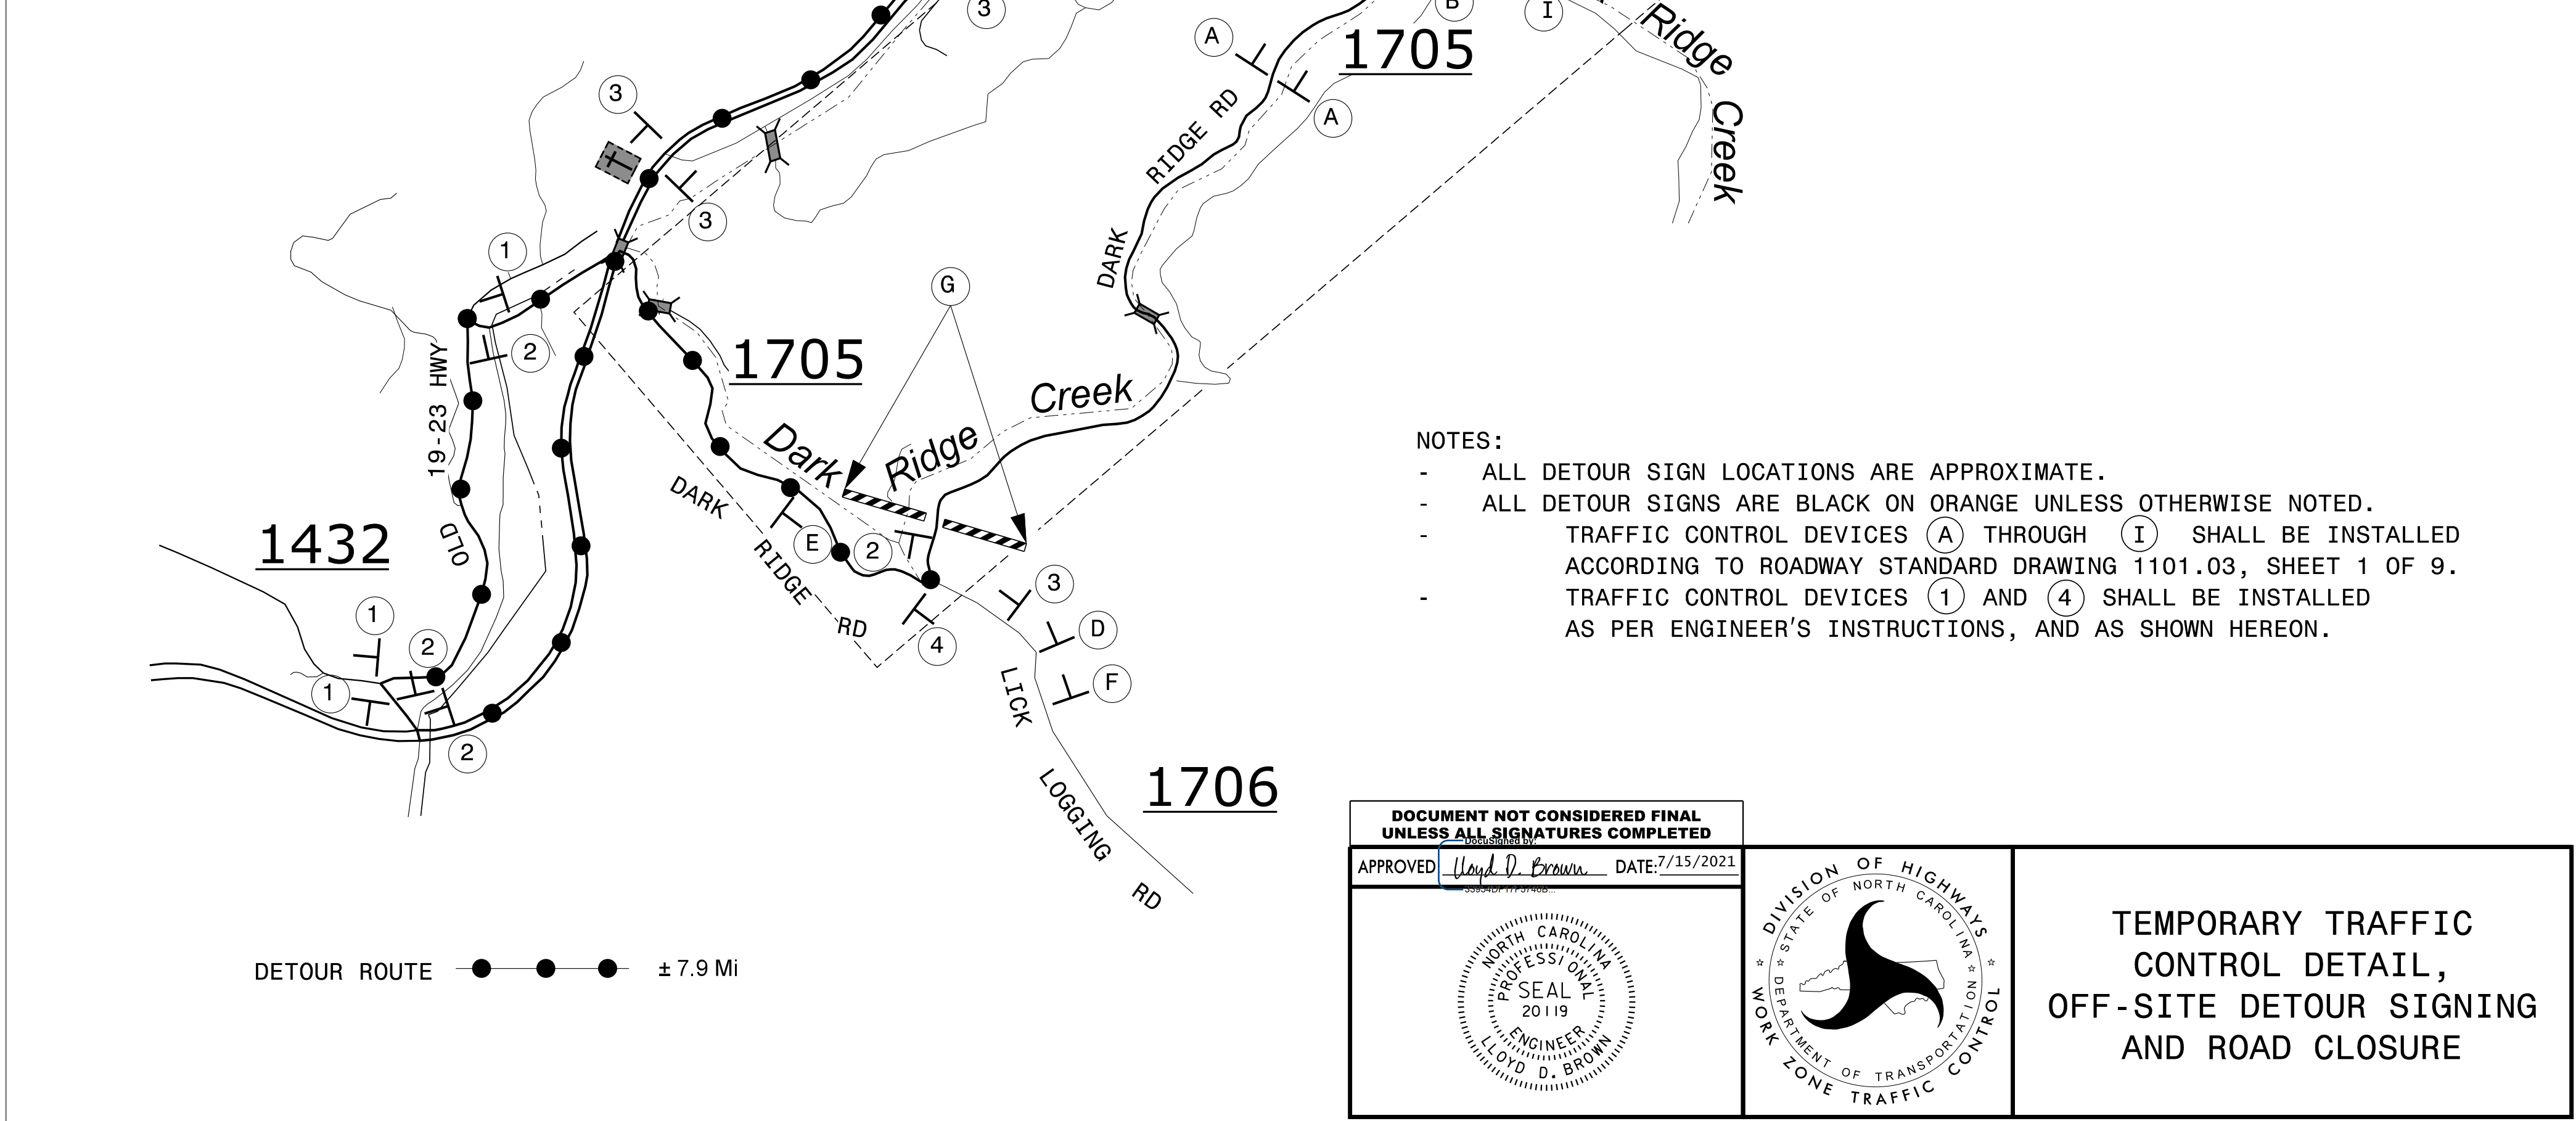 3
B
I
A
1705
Ridge
Creek
3
A
RIDGE RD
3
1
DARK
G
2
1705
19-23 HWY
OLD
Creek
Dark
Ridge
DARK
RIDGE
RD
E
2
1432
3
D
4
F
1
2
1
2
LICK
LOGGING
RD
1706
NOTES:
- ALL DETOUR SIGN LOCATIONS ARE APPROXIMATE.
- ALL DETOUR SIGNS ARE BLACK ON ORANGE UNLESS OTHERWISE NOTED.
- TRAFFIC CONTROL DEVICES A THROUGH I SHALL BE INSTALLED
ACCORDING TO ROADWAY STANDARD DRAWING 1101.03, SHEET 1 OF 9.
- TRAFFIC CONTROL DEVICES 1 AND 4 SHALL BE INSTALLED
AS PER ENGINEER'S INSTRUCTIONS, AND AS SHOWN HEREON.
DETOUR ROUTE ± 7.9 Mi
DOCUMENT NOT CONSIDERED FINAL
UNLESS ALL SIGNATURES COMPLETED
DocuSigned by:
APPROVED Lloyd D. Brown DATE: 7/15/2021
NORTH CAROLINA
PROFESSIONAL
SEAL
20119
ENGINEER
LLOYD D. BROWN
DIVISION OF HIGHWAYS
STATE OF NORTH CAROLINA
DEPARTMENT OF TRANSPORTATION
WORK ZONE TRAFFIC CONTROL
TEMPORARY TRAFFIC
CONTROL DETAIL,
OFF-SITE DETOUR SIGNING
AND ROAD CLOSURE